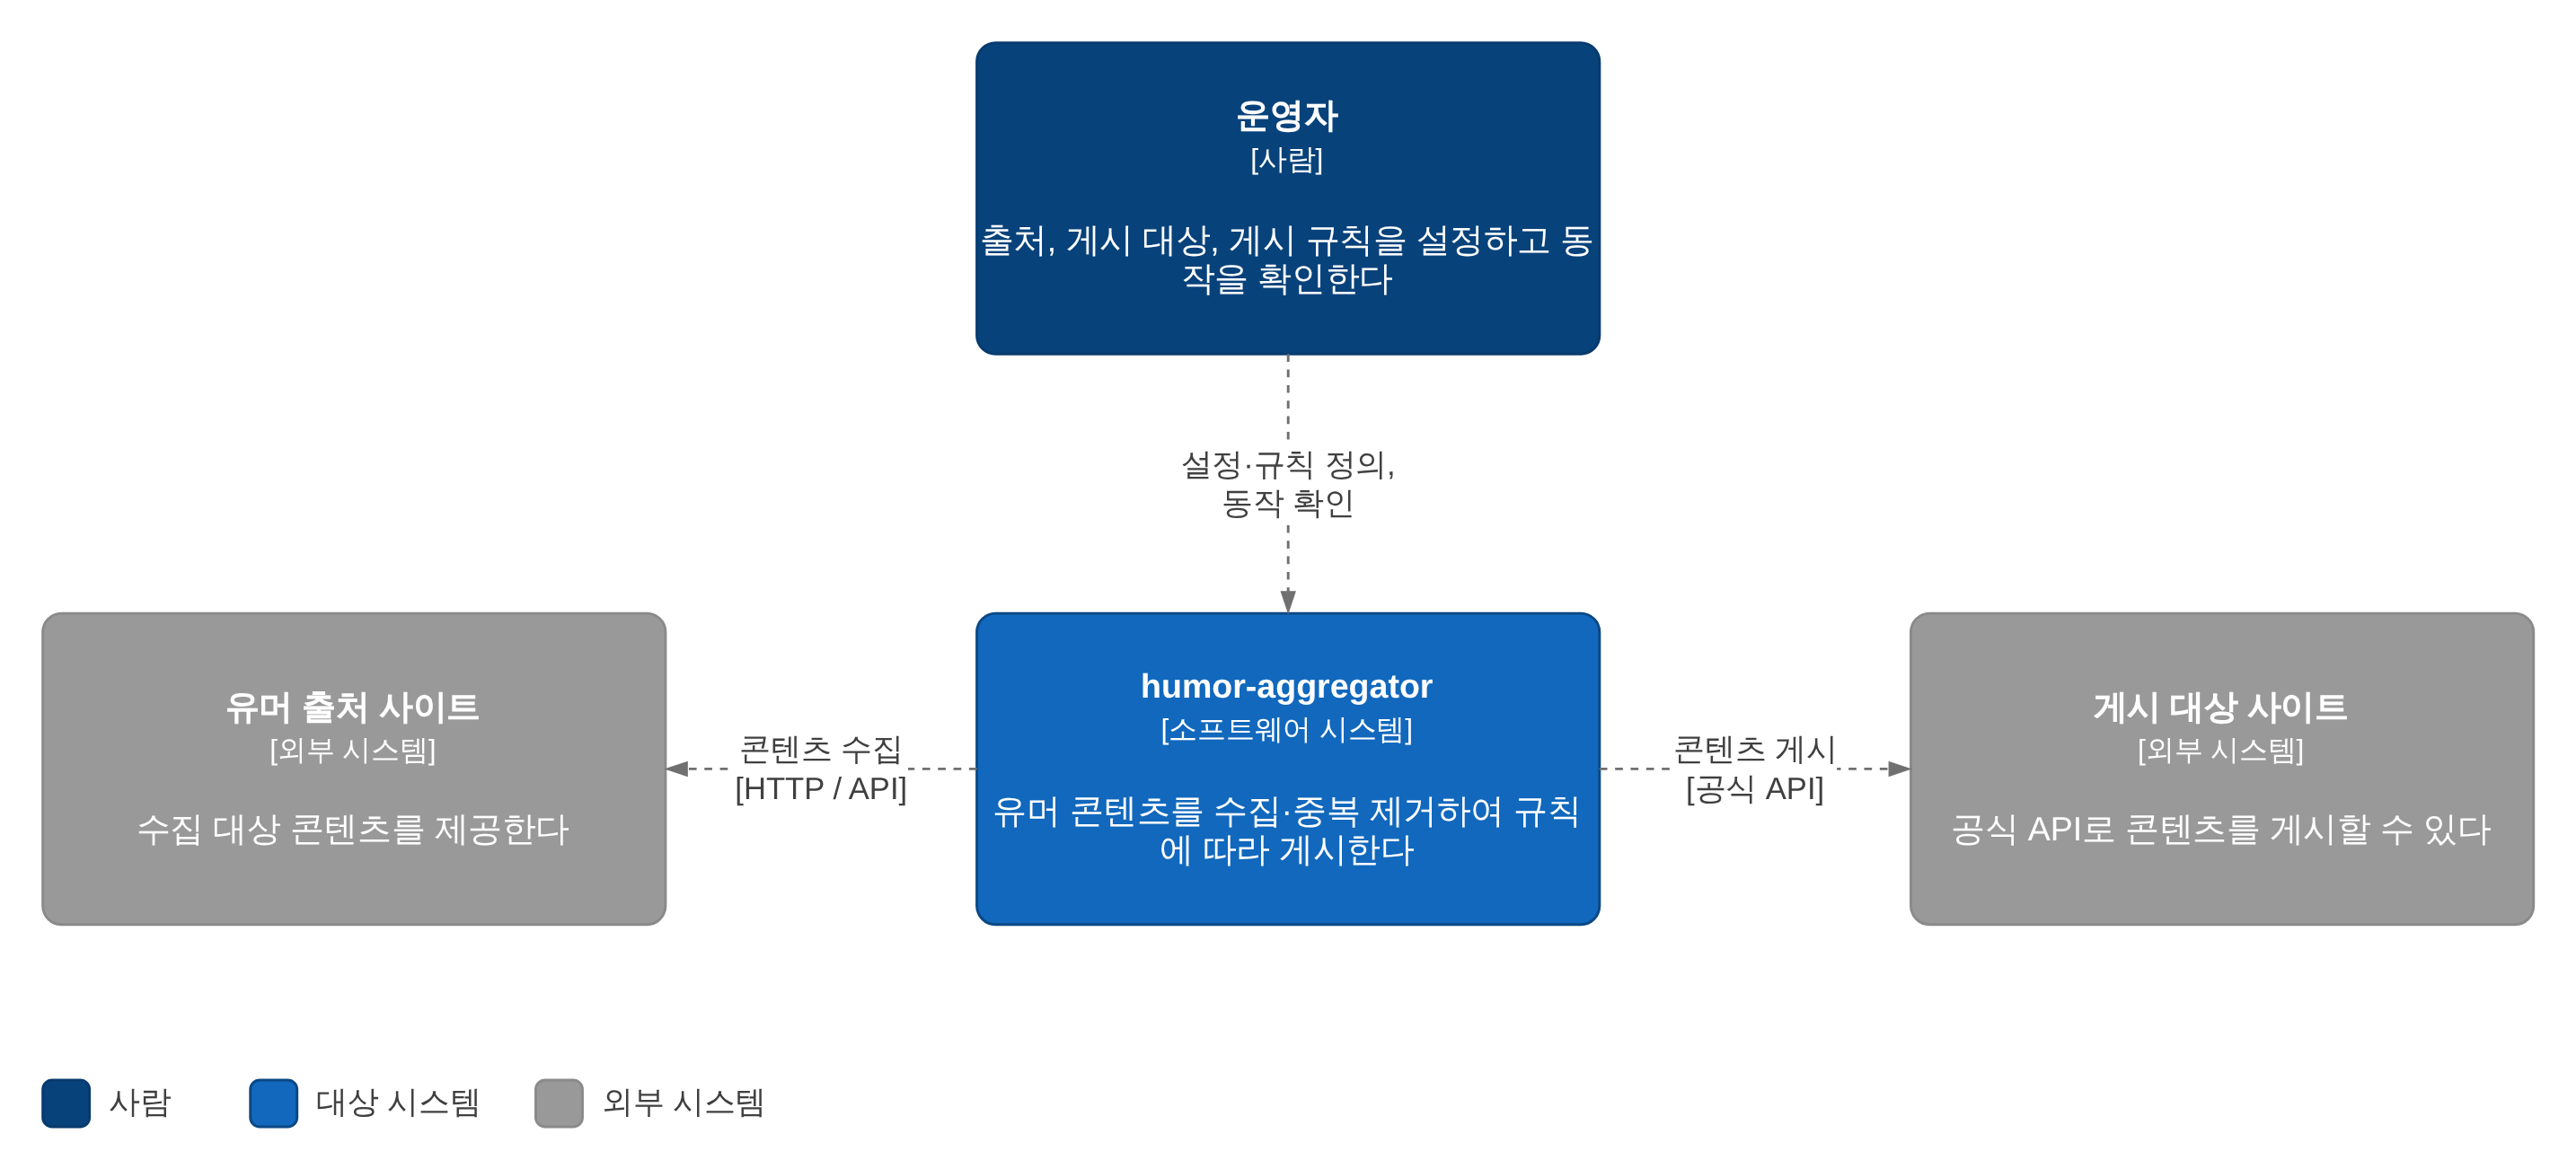 운영자
[사람]
출처, 게시 대상, 게시 규칙을 설정하고 동
작을 확인한다
설정·규칙 정의,
동작 확인
유머 출처 사이트
[외부 시스템]
수집 대상 콘텐츠를 제공한다
콘텐츠 수집
[HTTP / API]
humor-aggregator
[소프트웨어 시스템]
유머 콘텐츠를 수집·중복 제거하여 규칙
에 따라 게시한다
콘텐츠 게시
[공식 API]
게시 대상 사이트
[외부 시스템]
공식 API로 콘텐츠를 게시할 수 있다
사람
대상 시스템
외부 시스템